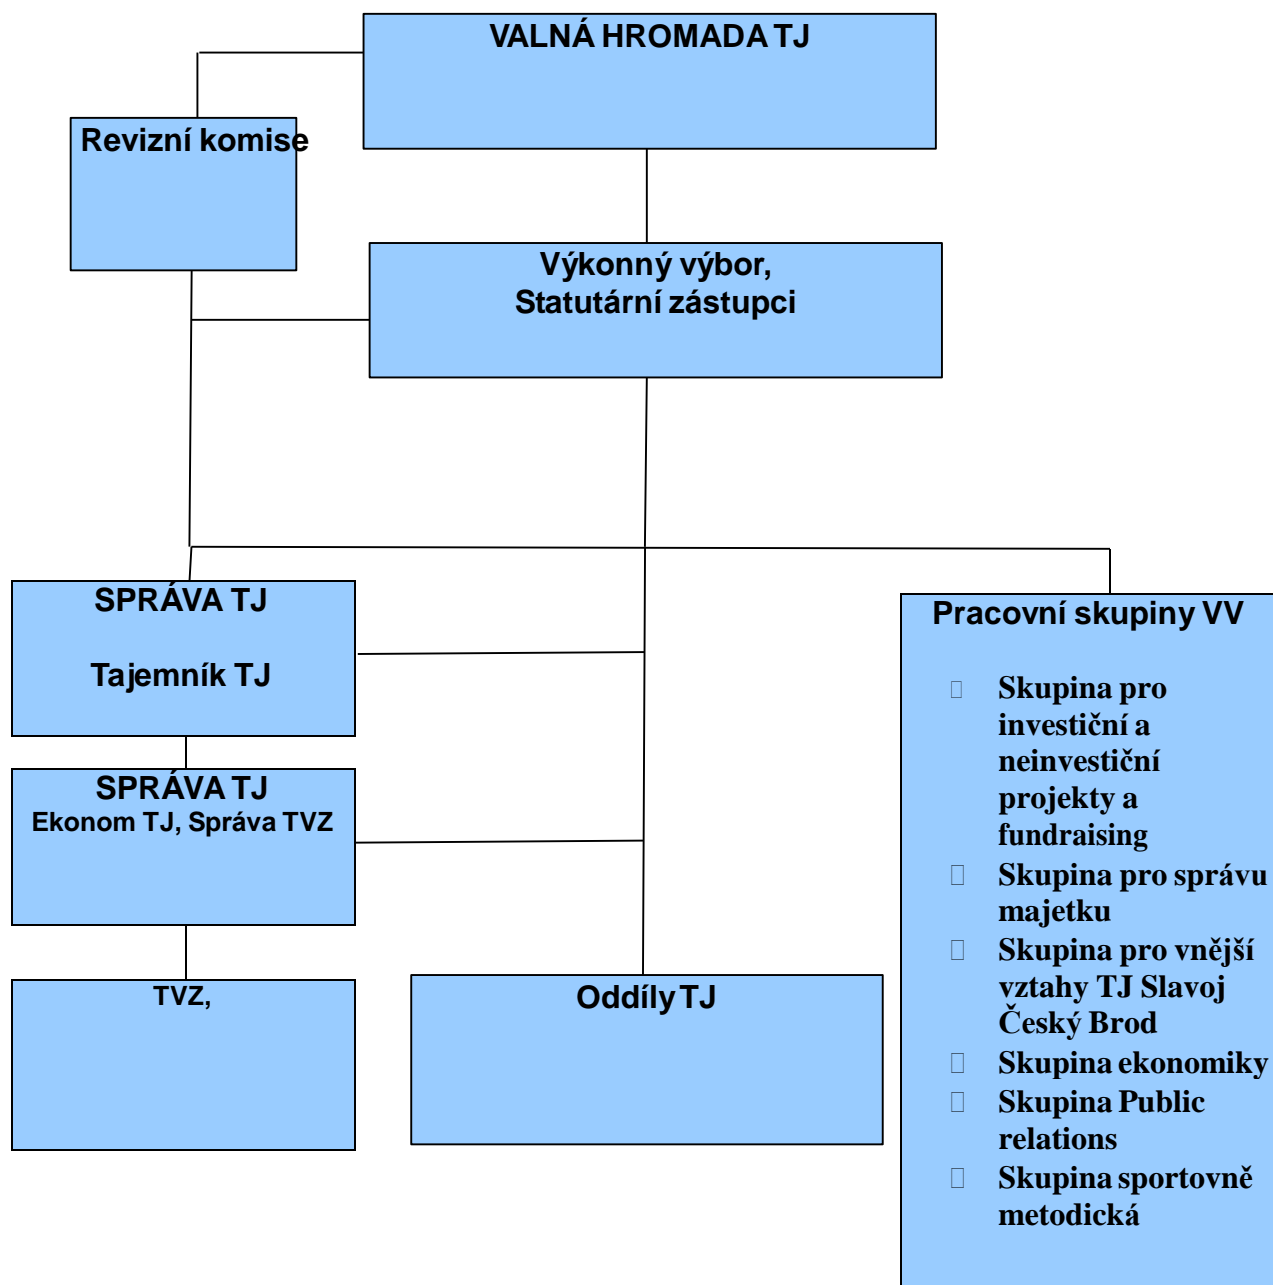 VALNÁ HROMADA TJ
Revizní komise
Výkonný výbor,
Statutární zástupci
SPRÁVA TJ
Tajemník TJ
SPRÁVA TJ
Ekonom TJ, Správa TVZ
TVZ,
Oddíly TJ
Pracovní skupiny VV
Skupina pro
investiční a
neinvestiční
projekty a
fundraising
Skupina pro správu
majetku
Skupina pro vnější
vztahy TJ Slavoj
Český Brod
Skupina ekonomiky
Skupina Public
relations
Skupina sportovně
metodická